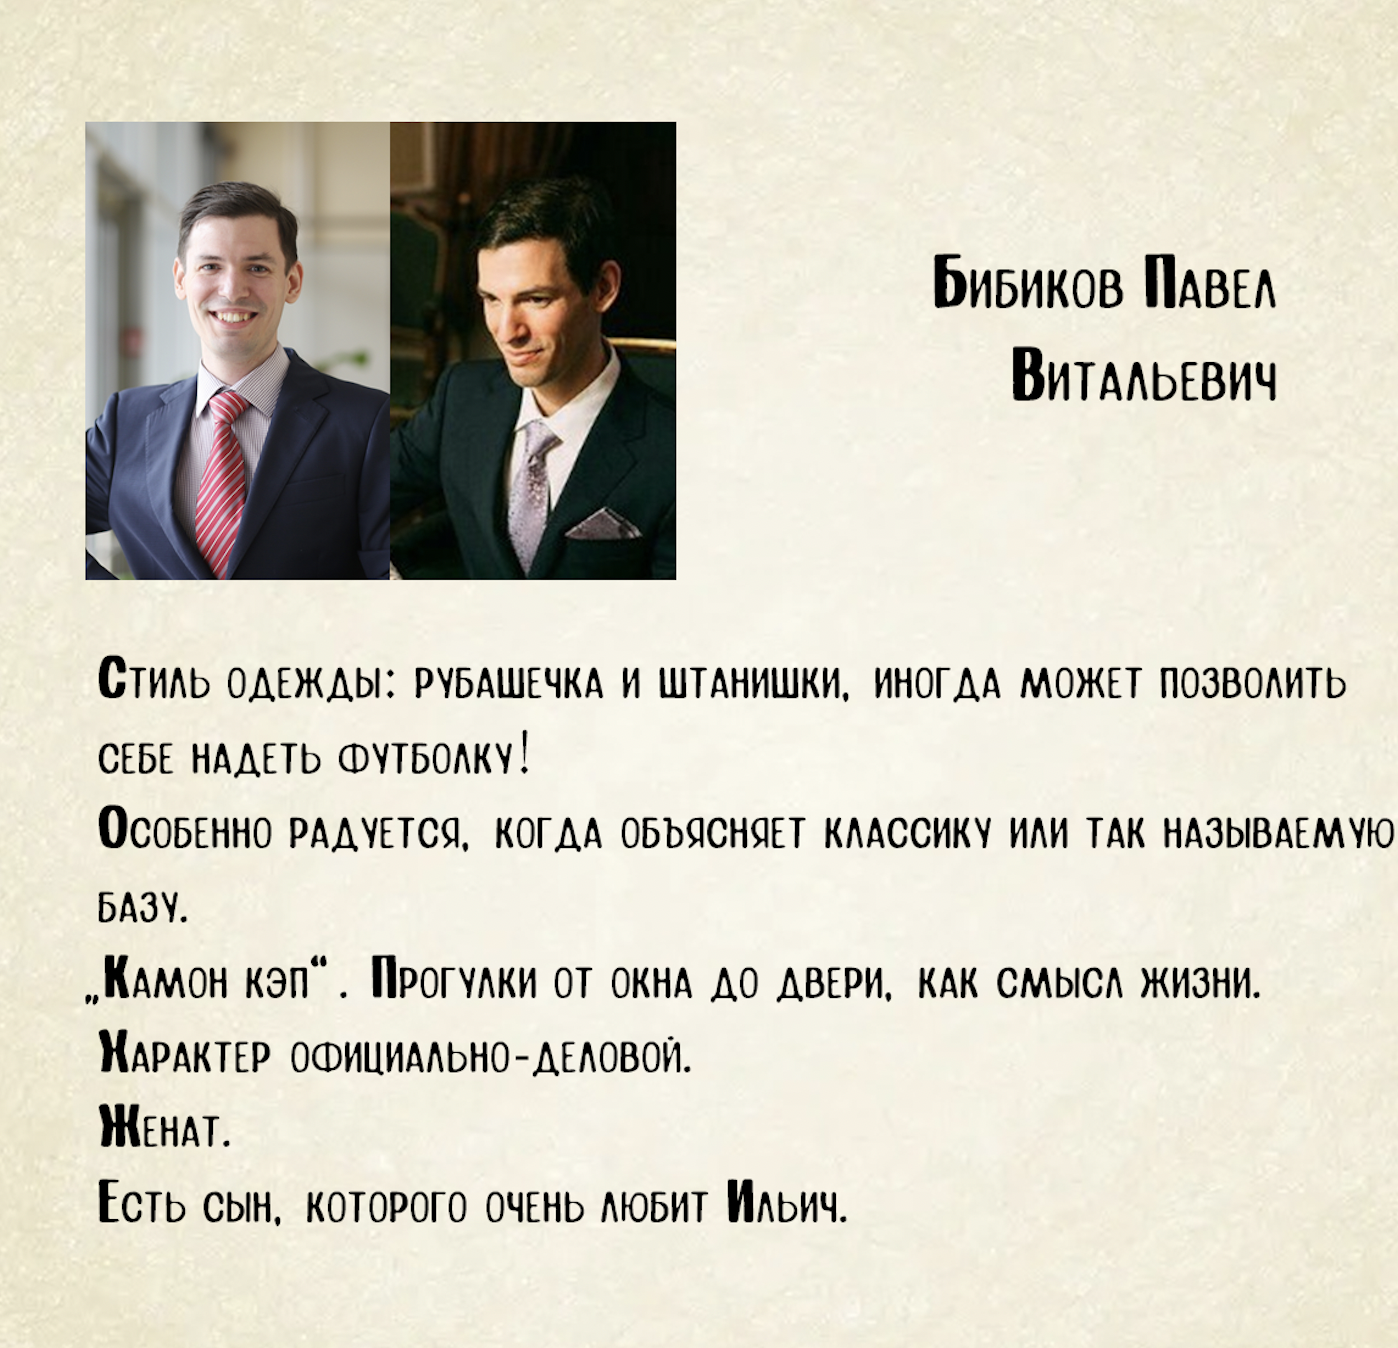 Бибиков Павел
Витальевич
Стиль одежды: рубашечка и штанишки, иногда может позволить
себе надеть футболку!
Особенно радуется, когда объясняет классику или так называемую
базу.
„Камон кэп“. Прогулки от окна до двери, как смысл жизни.
Характер официально-деловой.
Женат.
Есть сын, которого очень любит Ильич.